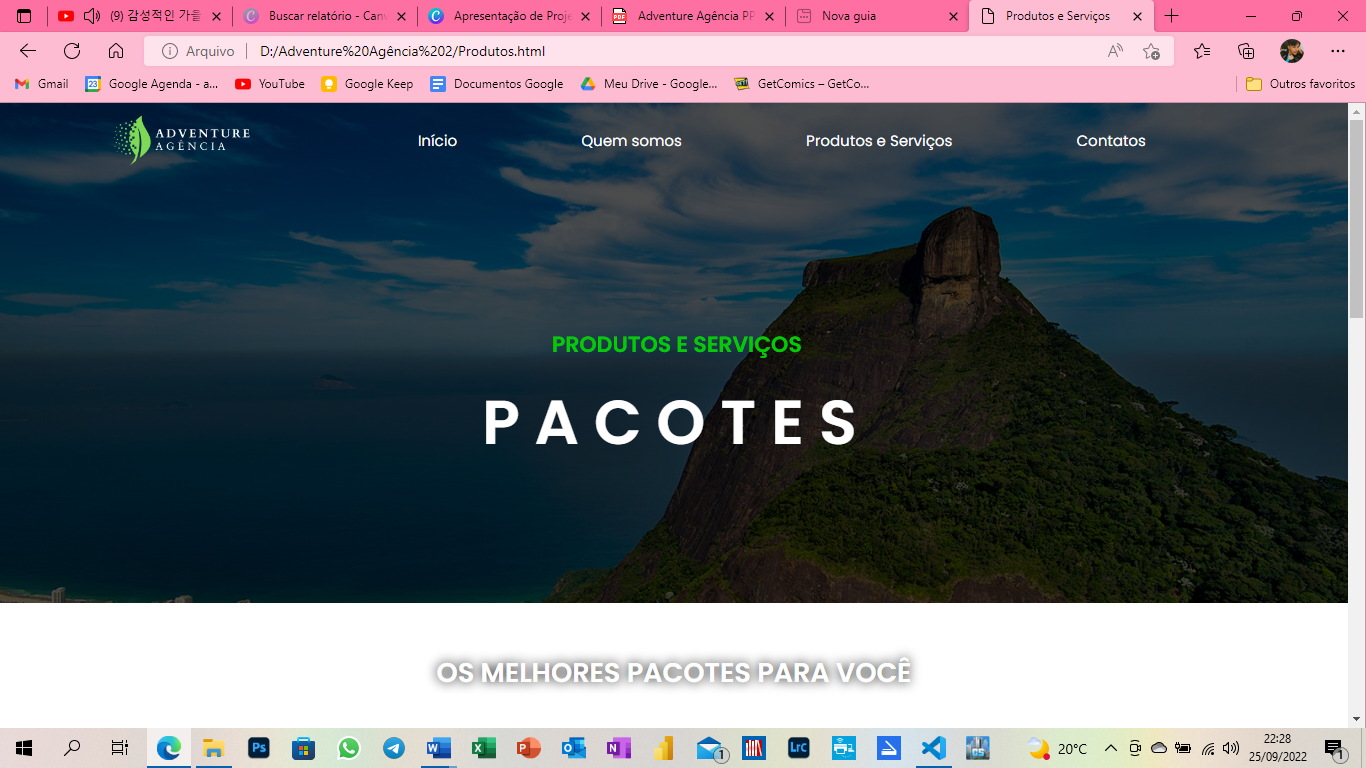 (9) 감성적인 가을
Buscar relatório - Canv
Apresentação de Proje
Adventure Agência PP
Nova guia
Produtos e Serviços
Arquivo
D:/Adventure%20Agência%202/Produtos.html
Gmail
Google Agenda - a...
YouTube
Google Keep
Documentos Google
Meu Drive - Google...
GetComics – GetCo...
Outros favoritos
ADVENTURE
AGÊNCIA
Início
Quem somos
Produtos e Serviços
Contatos
PRODUTOS E SERVIÇOS
PACOTES
OS MELHORES PACOTES PARA VOCÊ
20°C
22:28
25/09/2022